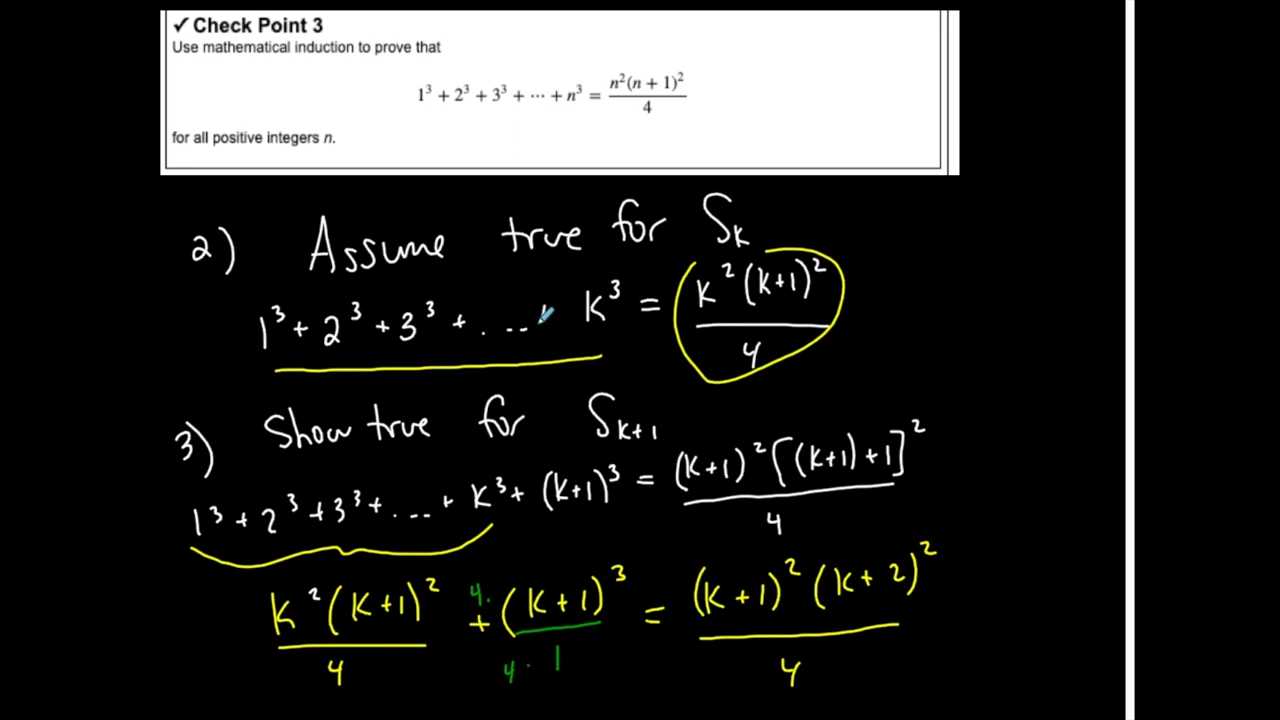 ✓ Check Point 3
Use mathematical induction to prove that
1³ + 2³ + 3³ + ··· + n³ = n²(n + 1)²/4
for all positive integers n.
2) Assume true for Sₖ
1³ + 2³ + 3³ + . ... + k³ = k²(k+1)²/4
3) Show true for Sₖ₊₁
1³ + 2³ + 3³ + . ... + k³ + (k+1)³ = (k+1)²[(k+1)+1]²/4
k²(k+1)²/4 + 4·(k+1)³/4·1 = (k+1)²(k+2)²/4